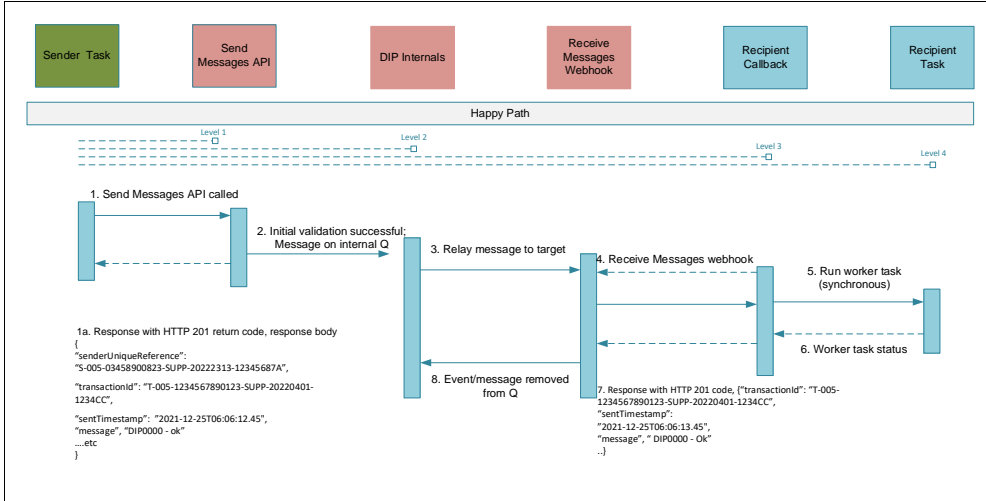 Sender Task
Send
Messages API
DIP Internals
Receive
Messages
Webhook
Recipient
Callback
Recipient
Task
Happy Path
Level 1
Level 2
Level 3
Level 4
1. Send Messages API called
2. Initial validation successful;
Message on internal Q
3. Relay message to target
4. Receive Messages webhook
5. Run worker task
(synchronous)
6. Worker task status
1a. Response with HTTP 201 return code, response body
{
“senderUniqueReference”:
“S-005-03458900823-SUPP-20222313-12345687A”,
“transactionId”: “T-005-1234567890123-SUPP-20220401-
1234CC”,
“sentTimestamp”: ”2021-12-25T06:06:12.45”,
“message”, “DIP0000 - ok”
….etc
}
8. Event/message removed
from Q
7. Response with HTTP 201 code, {“transactionId”: “T-005-
1234567890123-SUPP-20220401-1234CC”,
“sentTimestamp”:
”2021-12-25T06:06:13.45”,
“message”, “ DIP0000 - Ok”
..}